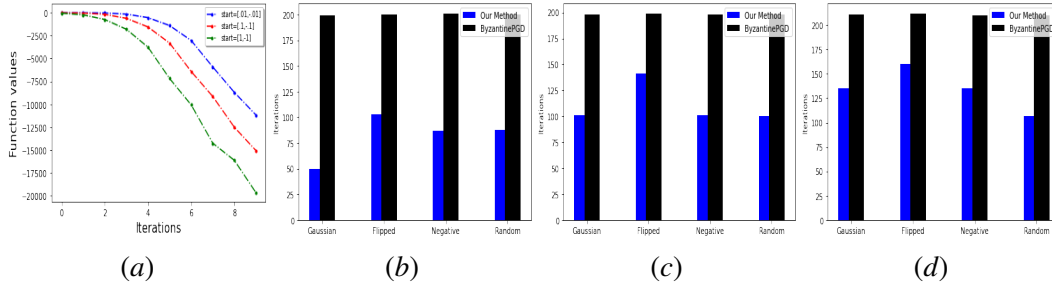 0
−2500
−5000
−7500
−10000
−12500
−15000
−17500
−20000
Function values
0 2 4 6 8
Iterations
start=[.01,-.01]
start=[.1,-.1]
start=[1,-1]
(a)
200
175
150
125
100
75
50
25
0
Iterations
Our Method
ByzantinePGD
Gaussian Flipped Negative Random
(b)
200
175
150
125
100
75
50
25
0
Iterations
Our Method
ByzantinePGD
Gaussian Flipped Negative Random
(c)
200
175
150
125
100
75
50
25
0
Iterations
Our Method
ByzantinePGD
Gaussian Flipped Negative Random
(d)